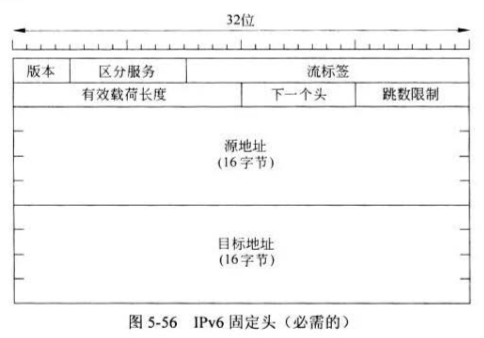 32位
版本 区分服务 流标签
有效载荷长度 下一个头 跳数限制
源地址
(16字节)
目标地址
(16字节)
图 5-56 IPv6 固定头（必需的）